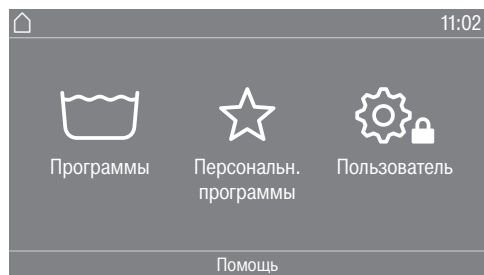 11:02
Программы
Персональн.
программы
Пользователь
Помощь